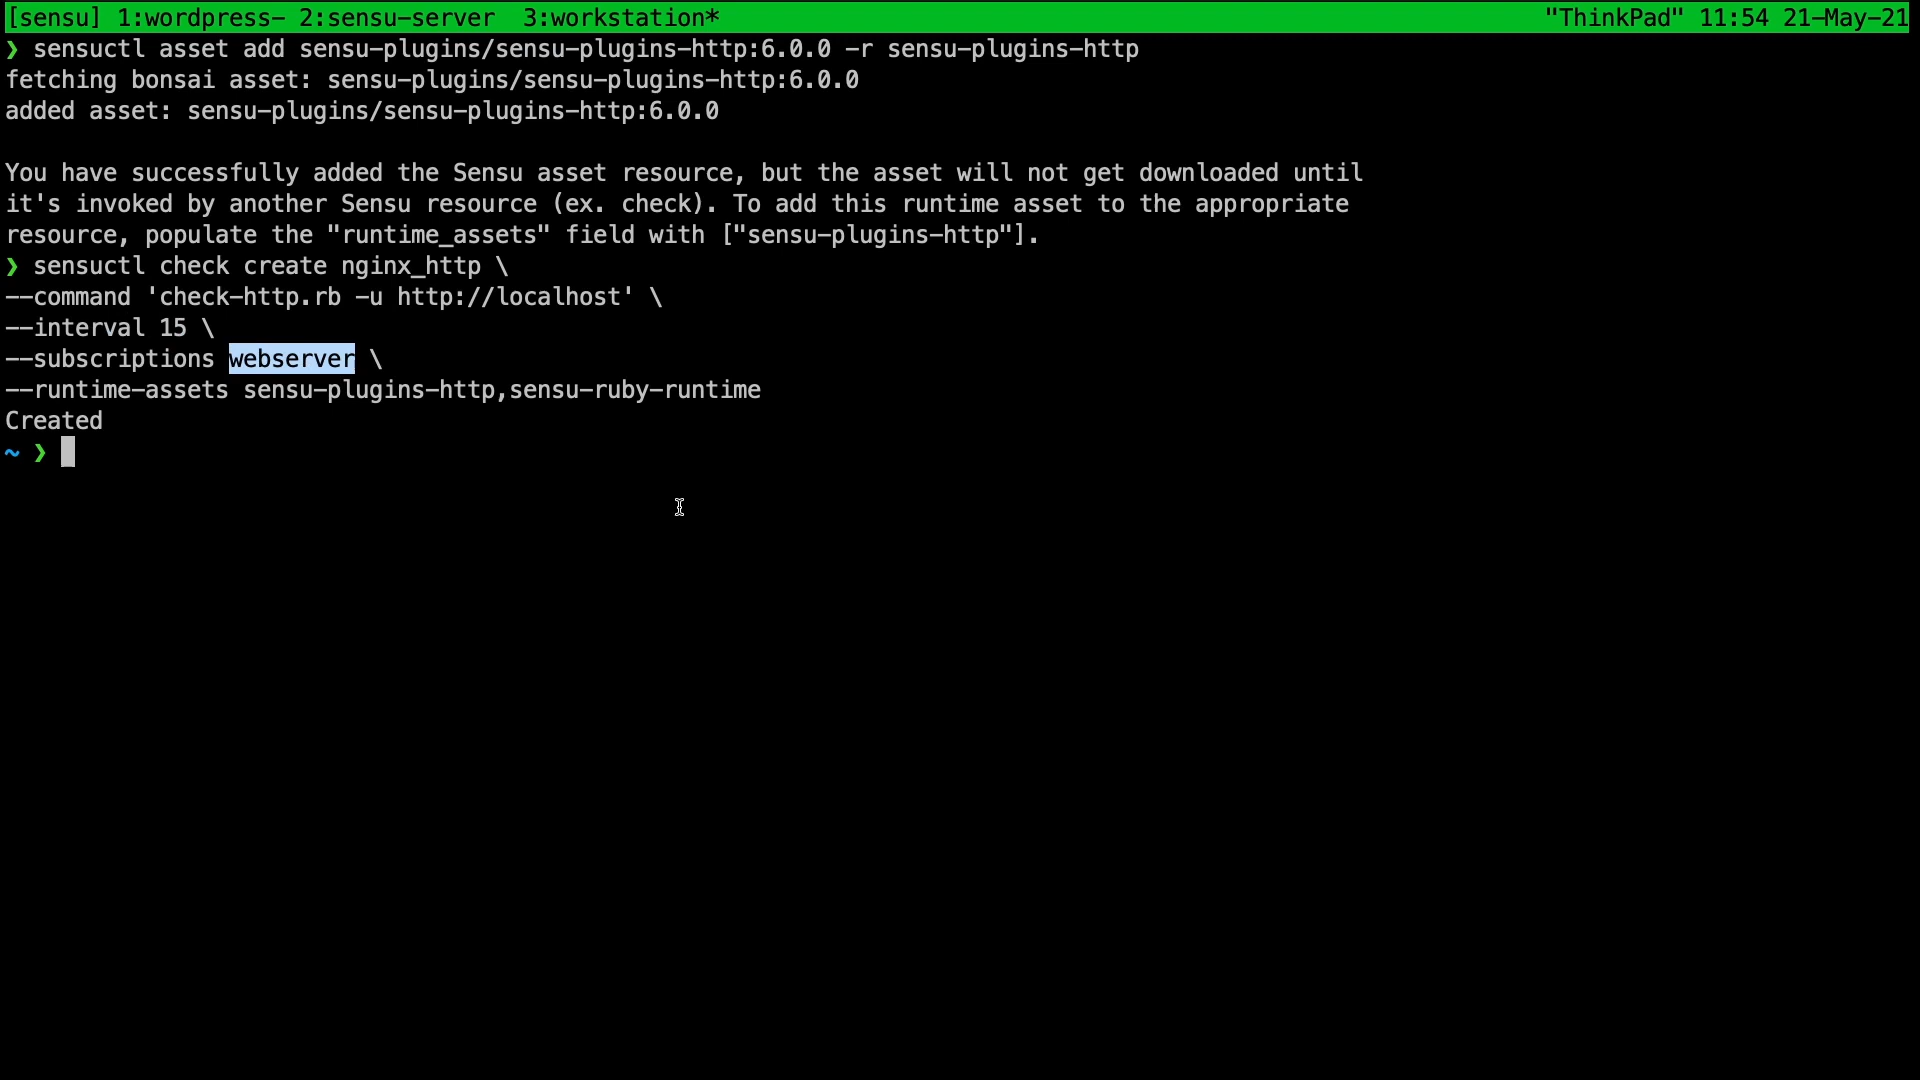 [sensu] 1:wordpress- 2:sensu-server  3:workstation* "ThinkPad" 11:54 21-May-21
❯ sensuctl asset add sensu-plugins/sensu-plugins-http:6.0.0 -r sensu-plugins-http
fetching bonsai asset: sensu-plugins/sensu-plugins-http:6.0.0
added asset: sensu-plugins/sensu-plugins-http:6.0.0
You have successfully added the Sensu asset resource, but the asset will not get downloaded until
it's invoked by another Sensu resource (ex. check). To add this runtime asset to the appropriate
resource, populate the "runtime_assets" field with ["sensu-plugins-http"].
❯ sensuctl check create nginx_http \
--command 'check-http.rb -u http://localhost' \
--interval 15 \
--subscriptions webserver \
--runtime-assets sensu-plugins-http,sensu-ruby-runtime
Created
~ ❯